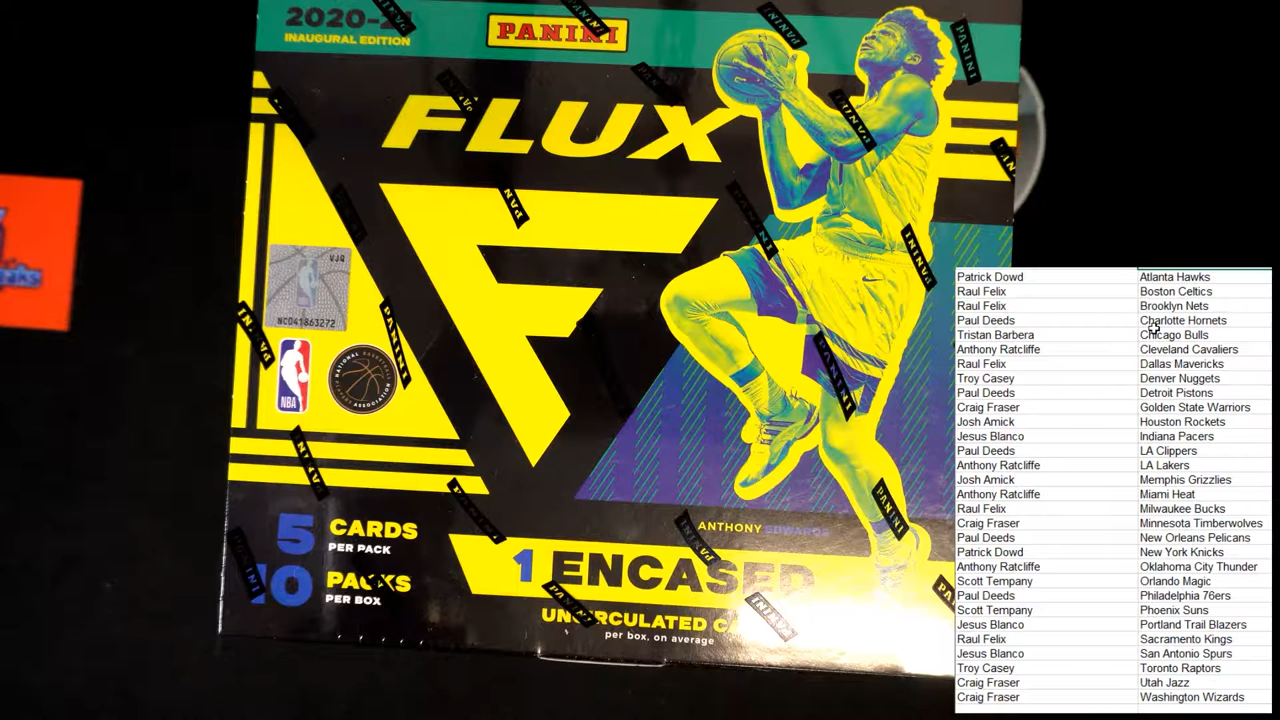 2020-21
INAUGURAL EDITION
PANINI
FLUX
F
VJQ
NC041863272
NBA
NATIONAL BASKETBALL ASSOCIATION
ANTHONY EDWARDS
5 CARDS
PER PACK
10 PACKS
PER BOX
1 ENCASED
UNCIRCULATED
per box, on average
Patrick Dowd Atlanta Hawks
Raul Felix Boston Celtics
Raul Felix Brooklyn Nets
Paul Deeds Charlotte Hornets
Tristan Barbera Chicago Bulls
Anthony Ratcliffe Cleveland Cavaliers
Raul Felix Dallas Mavericks
Troy Casey Denver Nuggets
Paul Deeds Detroit Pistons
Craig Fraser Golden State Warriors
Josh Amick Houston Rockets
Jesus Blanco Indiana Pacers
Paul Deeds LA Clippers
Anthony Ratcliffe LA Lakers
Josh Amick Memphis Grizzlies
Anthony Ratcliffe Miami Heat
Raul Felix Milwaukee Bucks
Craig Fraser Minnesota Timberwolves
Paul Deeds New Orleans Pelicans
Patrick Dowd New York Knicks
Anthony Ratcliffe Oklahoma City Thunder
Scott Tempany Orlando Magic
Paul Deeds Philadelphia 76ers
Scott Tempany Phoenix Suns
Jesus Blanco Portland Trail Blazers
Raul Felix Sacramento Kings
Jesus Blanco San Antonio Spurs
Troy Casey Toronto Raptors
Craig Fraser Utah Jazz
Craig Fraser Washington Wizards